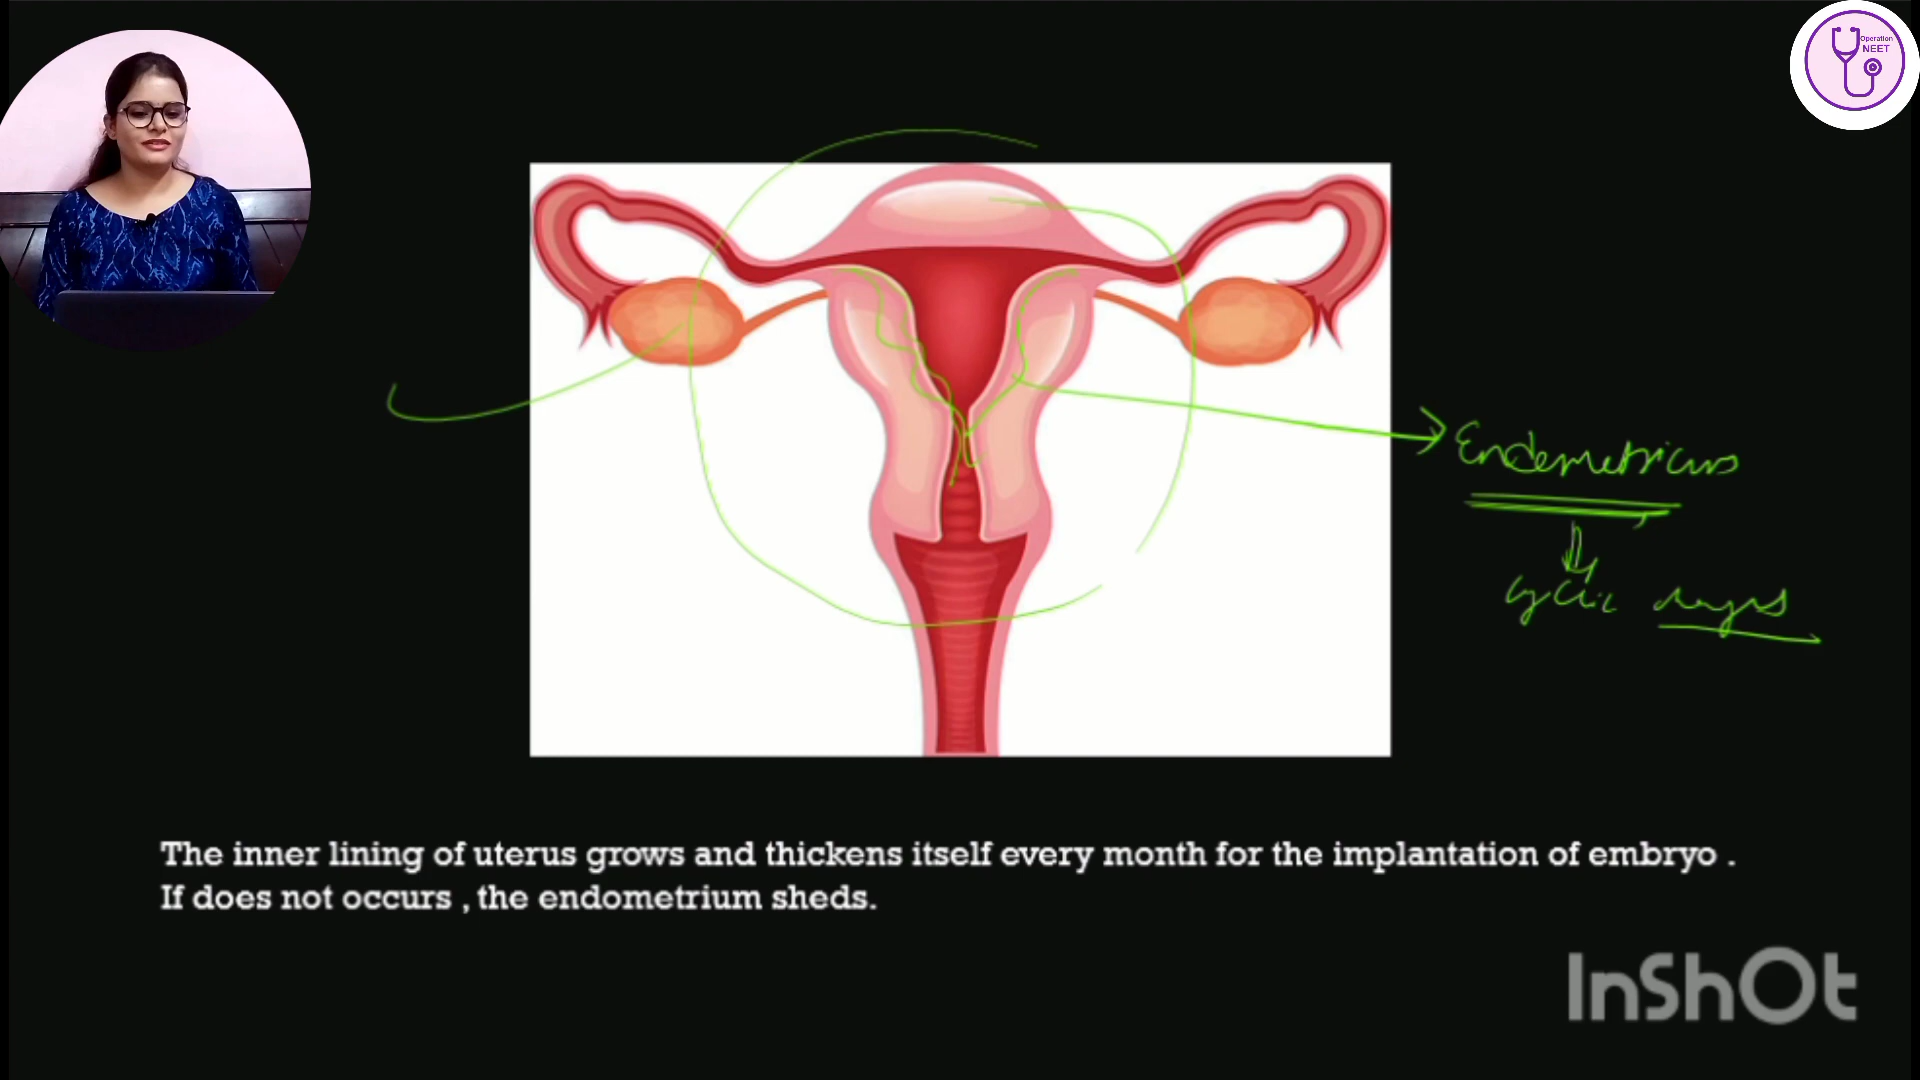 Operation
NEET
Endometrium
cyclic changes
The inner lining of uterus grows and thickens itself every month for the implantation of embryo .
If does not occurs , the endometrium sheds.
InShOt